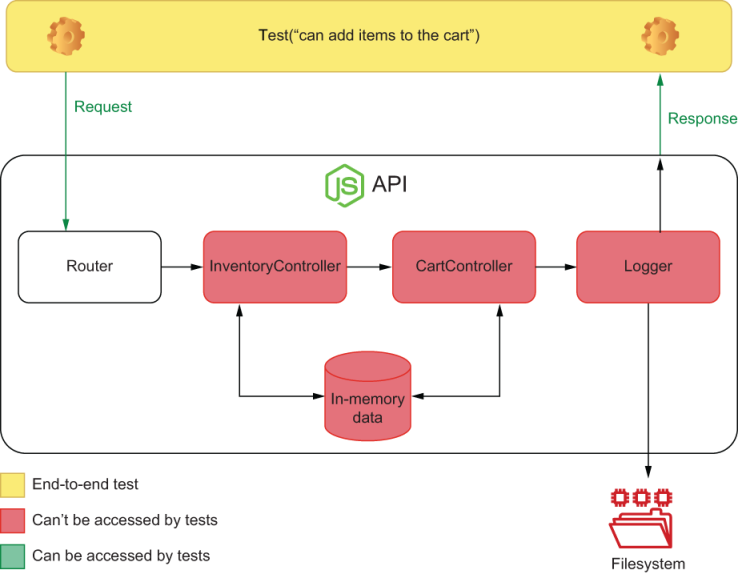 Test(“can add items to the cart”)
Request
Response
JS API
Router
InventoryController
CartController
Logger
In-memory
data
End-to-end test
Can’t be accessed by tests
Can be accessed by tests
Filesystem